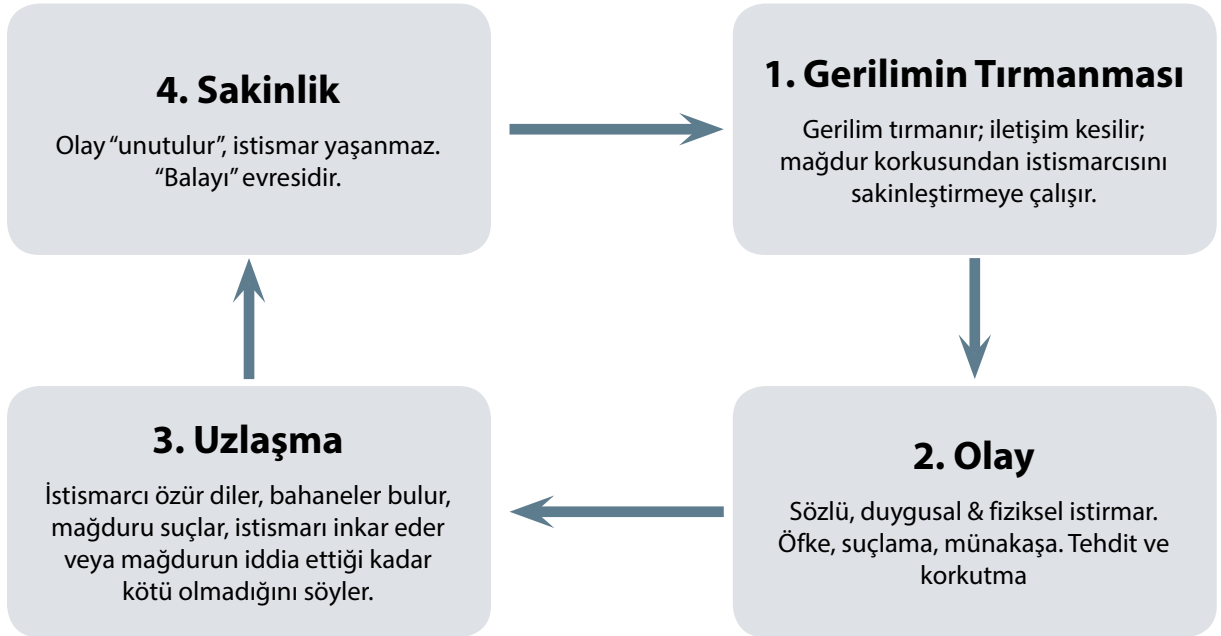 4. Sakinlik
Olay “unutulur”, istismar yaşanmaz.
“Balayı” evresidir.
1. Gerilimin Tırmanması
Gerilim tırmanır; iletişim kesilir;
mağdur korkusundan istismarcısını
sakinleştirmeye çalışır.
3. Uzlaşma
İstismarcı özür diler, bahaneler bulur,
mağduru suçlar, istismarı inkar eder
veya mağdurun iddia ettiği kadar
kötü olmadığını söyler.
2. Olay
Sözlü, duygusal & fiziksel istirmar.
Öfke, suçlama, münakaşa. Tehdit ve
korkutma